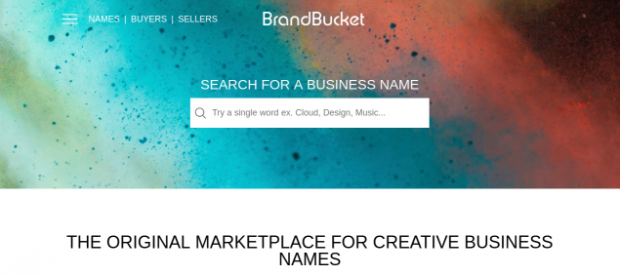 NAMES | BUYERS | SELLERS
BrandBucket
SEARCH FOR A BUSINESS NAME
Try a single word ex. Cloud, Design, Music...
THE ORIGINAL MARKETPLACE FOR CREATIVE BUSINESS
NAMES